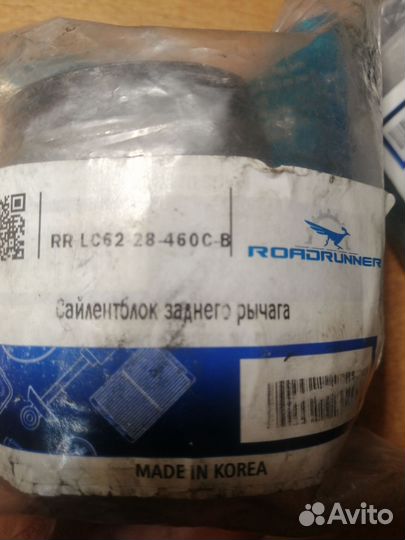 RR LC62-28-460C-B
ROADRUNNER
Сайлентблок заднего рычага
MADE IN KOREA
Avito